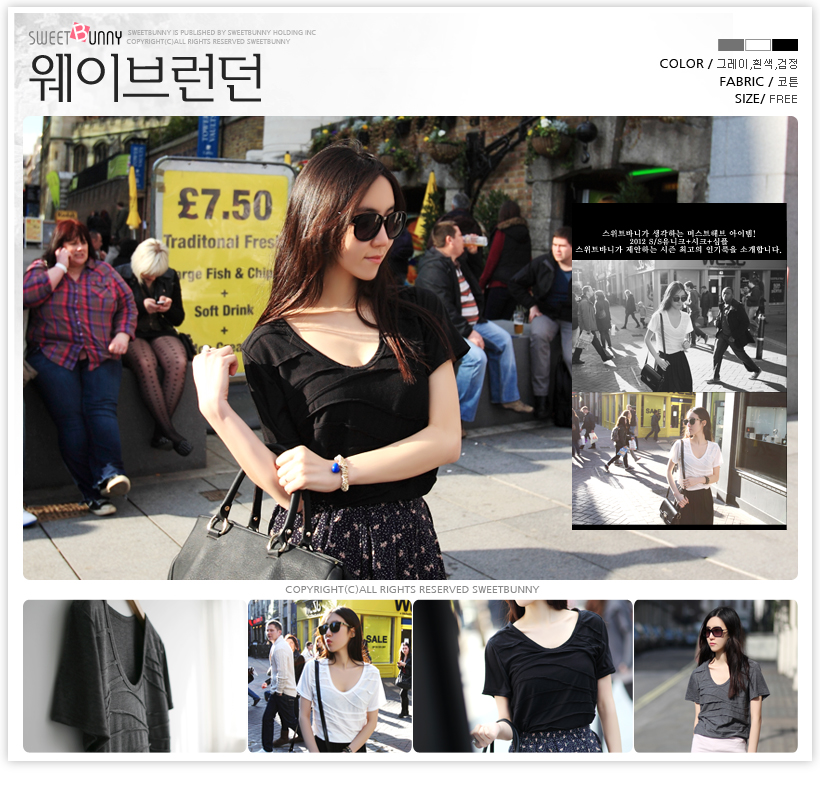 SWEETBUNNY
SWEETBUNNY IS PUBLISHED BY SWEETBUNNY HOLDING INC
COPYRIGHT(C)ALL RIGHTS RESERVED SWEETBUNNY
웨이브런던
COLOR / 그레이,흰색,검정
FABRIC / 코튼
SIZE/ FREE
TOWER
VAULT
£7.50
Traditonal Fres
arge Fish & Chip
+
Soft Drink
+
스위트바니가 생각하는 머스트해브 아이템!
2012 S/S유니크+시크+심플
스위트바니가 제안하는 시즌 최고의 인기룩을 소개합니다.
SALE
COPYRIGHT(C)ALL RIGHTS RESERVED SWEETBUNNY
SALE